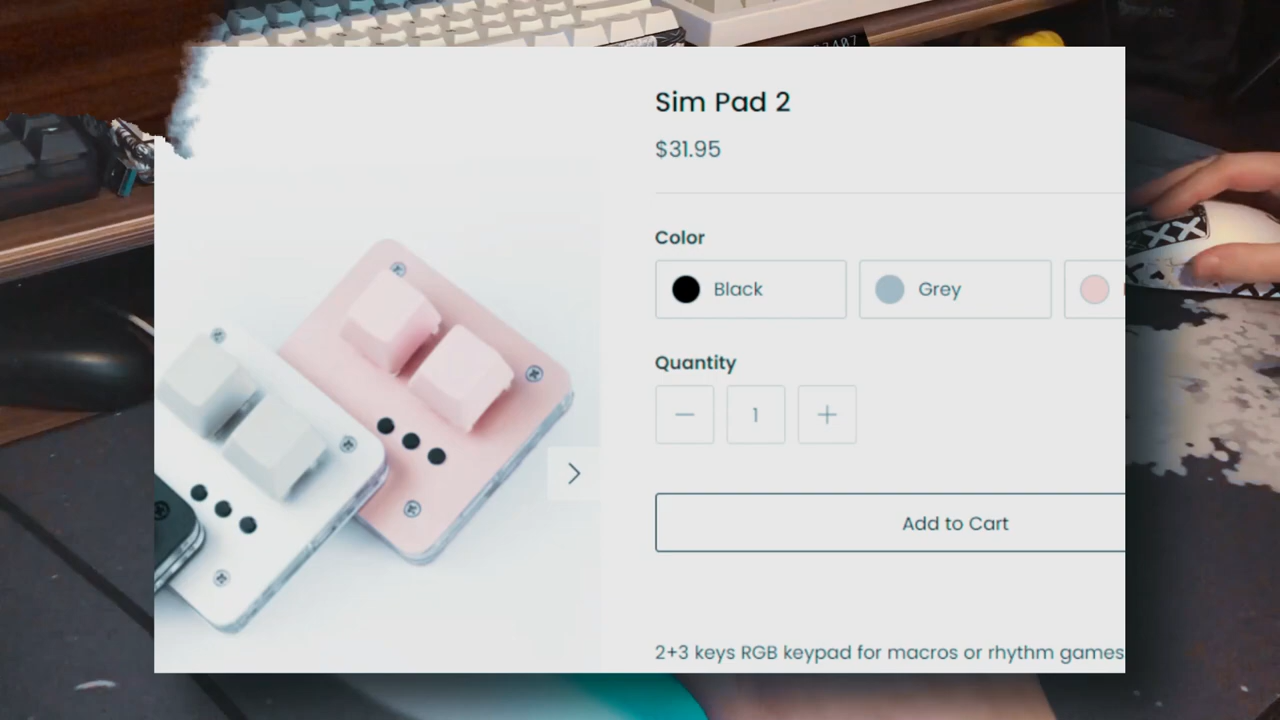 Sim Pad 2
$31.95
Color
Black
Grey
Quantity
1
Add to Cart
2+3 keys RGB keypad for macros or rhythm games